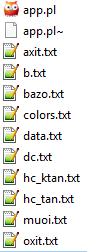 app.pl
app.pl~
axit.txt
b.txt
bazo.txt
colors.txt
data.txt
dc.txt
hc_ktan.txt
hc_tan.txt
muoi.txt
oxit.txt